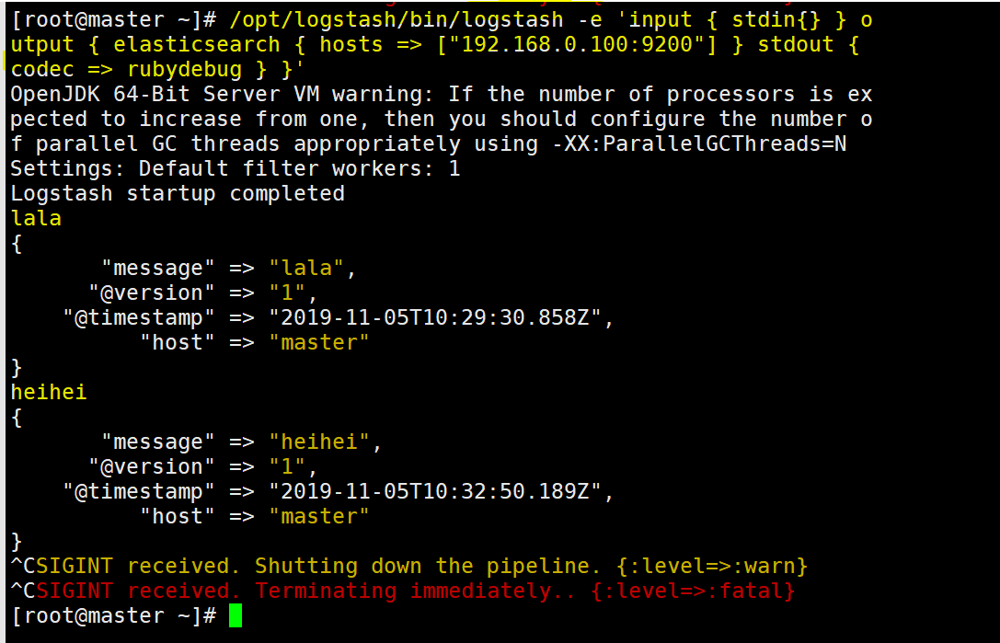 [root@master ~]# /opt/logstash/bin/logstash -e 'input { stdin{} } o
utput { elasticsearch { hosts => ["192.168.0.100:9200"] } stdout {
codec => rubydebug } }'
OpenJDK 64-Bit Server VM warning: If the number of processors is ex
pected to increase from one, then you should configure the number o
f parallel GC threads appropriately using -XX:ParallelGCThreads=N
Settings: Default filter workers: 1
Logstash startup completed
lala
{
       "message" => "lala",
      "@version" => "1",
    "@timestamp" => "2019-11-05T10:29:30.858Z",
          "host" => "master"
}
heihei
{
       "message" => "heihei",
      "@version" => "1",
    "@timestamp" => "2019-11-05T10:32:50.189Z",
          "host" => "master"
}
^CSIGINT received. Shutting down the pipeline. {:level=>:warn}
^CSIGINT received. Terminating immediately.. {:level=>:fatal}
[root@master ~]#